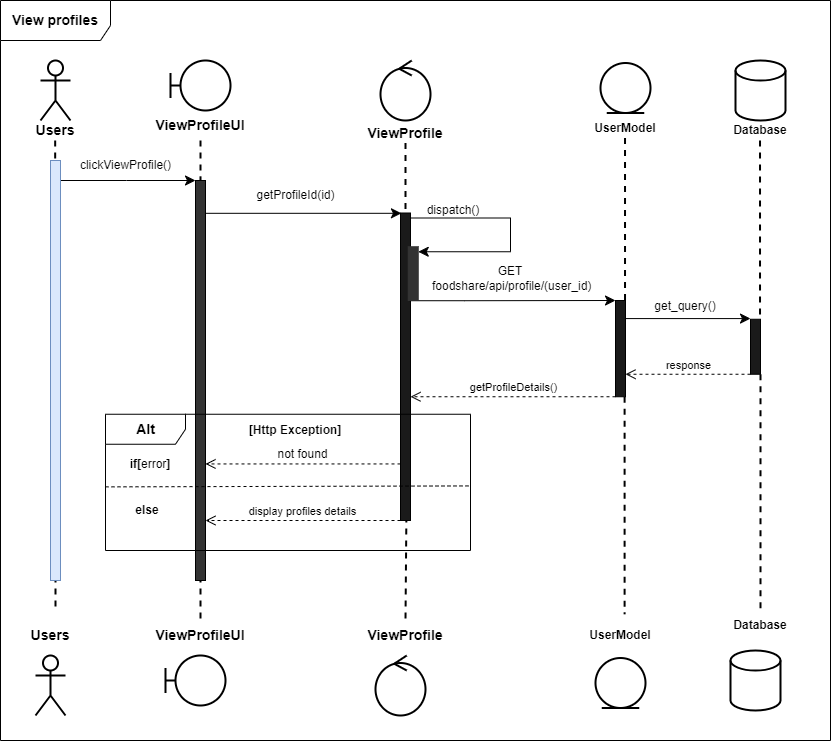 View profiles
Users
ViewProfileUI
ViewProfile
UserModel
Database
clickViewProfile()
getProfileId(id)
dispatch()
GET
foodshare/api/profile/(user_id)
get_query()
response
getProfileDetails()
Alt
[Http Exception]
if[error]
not found
else
display profiles details
Users
ViewProfileUI
ViewProfile
UserModel
Database